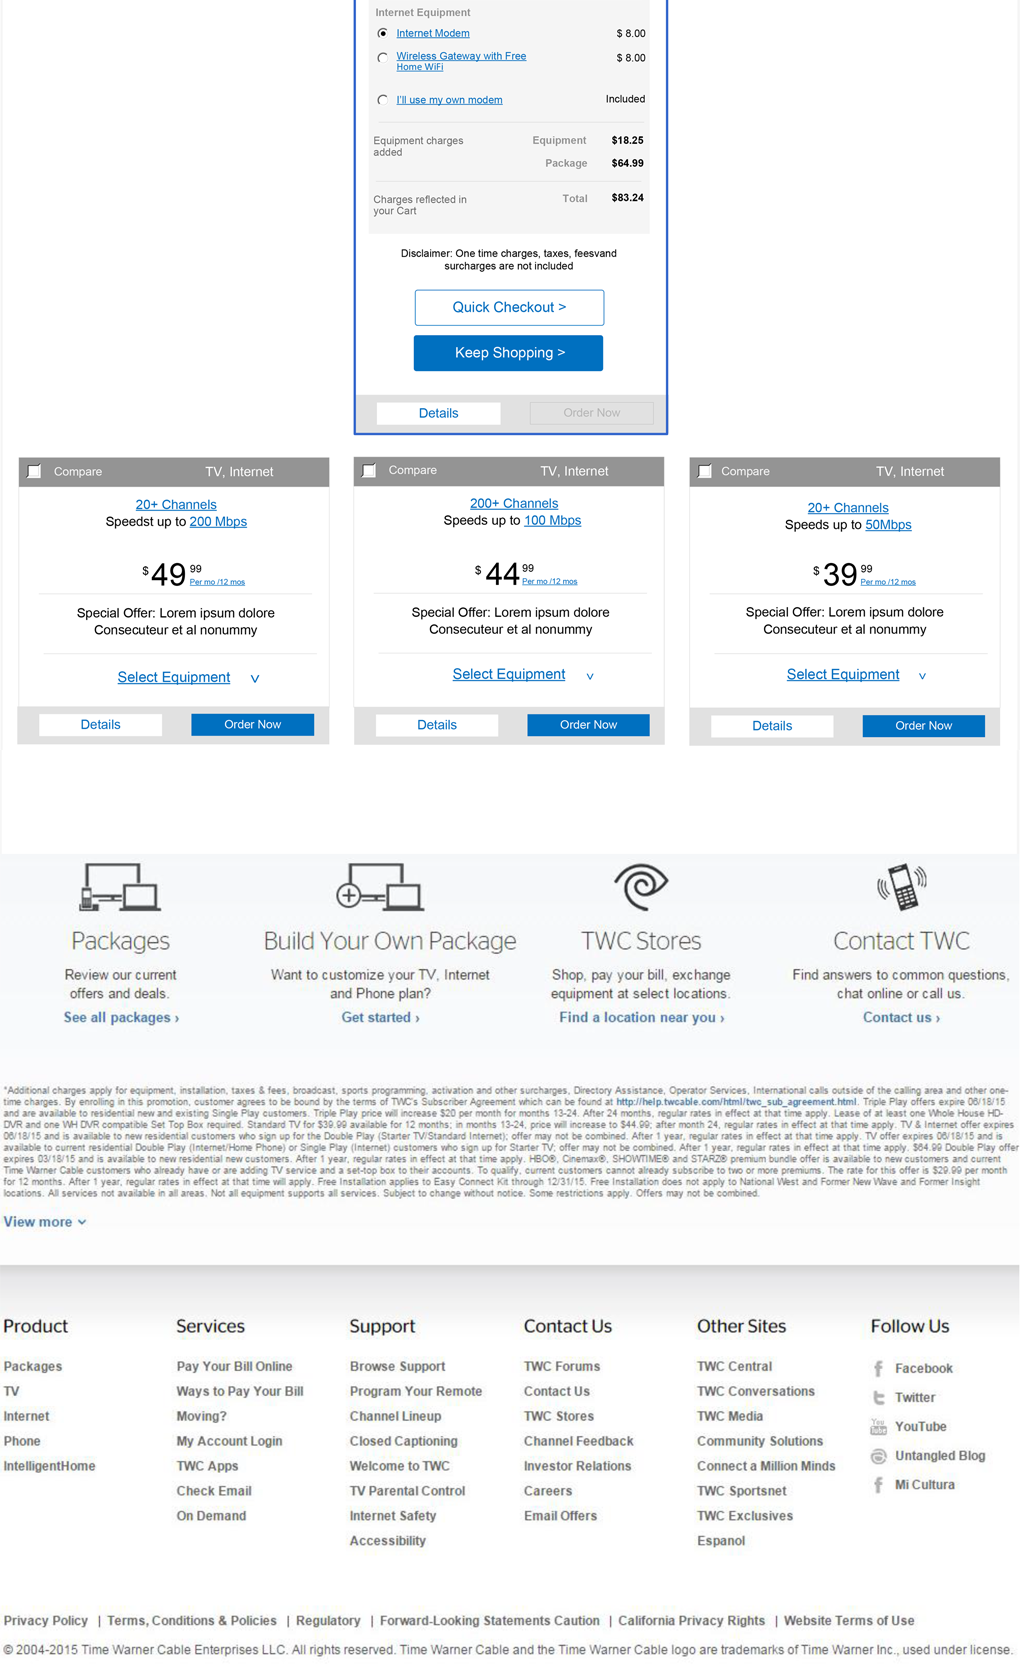 Internet Equipment
Internet Modem $ 8.00
Wireless Gateway with Free $ 8.00
Home WiFi
I'll use my own modem Included
Equipment charges Equipment $18.25
added
Package $64.99
Charges reflected in Total $83.24
your Cart
Disclaimer: One time charges, taxes, feesvand
surcharges are not included
Quick Checkout >
Keep Shopping >
Details Order Now
Compare TV, Internet
20+ Channels
Speedst up to 200 Mbps
$ 49 99 Per mo /12 mos
Special Offer: Lorem ipsum dolore
Consecuteur et al nonummy
Select Equipment v
Details Order Now
Compare TV, Internet
200+ Channels
Speeds up to 100 Mbps
$ 44 99 Per mo /12 mos
Special Offer: Lorem ipsum dolore
Consecuteur et al nonummy
Select Equipment v
Details Order Now
Compare TV, Internet
20+ Channels
Speeds up to 50Mbps
$ 39 99 Per mo /12 mos
Special Offer: Lorem ipsum dolore
Consecuteur et al nonummy
Select Equipment v
Details Order Now
Packages
Review our current
offers and deals.
See all packages ›
Build Your Own Package
Want to customize your TV, Internet
and Phone plan?
Get started ›
TWC Stores
Shop, pay your bill, exchange
equipment at select locations.
Find a location near you ›
Contact TWC
Find answers to common questions,
chat online or call us.
Contact us ›
*Additional charges apply for equipment, installation, taxes & fees, broadcast, sports programming, activation and other surcharges, Directory Assistance, Operator Services, International calls outside of the calling area and other one-
time charges. By enrolling in this promotion, customer agrees to be bound by the terms of TWC's Subscriber Agreement which can be found at http://help.twcable.com/html/twc_sub_agreement.html. Triple Play offers expire 06/18/15
and are available to residential new and existing Single Play customers. Triple Play price will increase $20 per month for months 13-24. After 24 months, regular rates in effect at that time apply. Lease of at least one Whole House HD-
DVR and one WH DVR compatible Set Top Box required. Standard TV for $39.99 available for 12 months; in months 13-24, price will increase to $44.99; after month 24, regular rates in effect at that time apply. TV & Internet offer expires
06/18/15 and is available to new residential customers who sign up for the Double Play (Starter TV/Standard Internet); offer may not be combined. After 1 year, regular rates in effect at that time apply. TV offer expires 06/18/15 and is
available to current residential Double Play (Internet/Home Phone) or Single Play (Internet) customers who sign up for Starter TV; offer may not be combined. After 1 year, regular rates in effect at that time apply. $64.99 Double Play offer
expires 03/18/15 and is available to new residential new customers. After 1 year, regular rates in effect at that time apply. HBO®, Cinemax®, SHOWTIME® and STARZ® premium bundle offer is available to new customers and current
Time Warner Cable customers who already have or are adding TV service and a set-top box to their accounts. To qualify, current customers cannot already subscribe to two or more premiums. The rate for this offer is $29.99 per month
for 12 months. After 1 year, regular rates in effect at that time will apply. Free Installation applies to Easy Connect Kit through 12/31/15. Free Installation does not apply to National West and Former New Wave and Former Insight
locations. All services not available in all areas. Not all equipment supports all services. Subject to change without notice. Some restrictions apply. Offers may not be combined.
View more
Product
Packages
TV
Internet
Phone
IntelligentHome
Services
Pay Your Bill Online
Ways to Pay Your Bill
Moving?
My Account Login
TWC Apps
Check Email
On Demand
Support
Browse Support
Program Your Remote
Channel Lineup
Closed Captioning
Welcome to TWC
TV Parental Control
Internet Safety
Accessibility
Contact Us
TWC Forums
Contact Us
TWC Stores
Channel Feedback
Investor Relations
Careers
Email Offers
Other Sites
TWC Central
TWC Conversations
TWC Media
Community Solutions
Connect a Million Minds
TWC Sportsnet
TWC Exclusives
Espanol
Follow Us
Facebook
Twitter
You Tube YouTube
Untangled Blog
Mi Cultura
Privacy Policy | Terms, Conditions & Policies | Regulatory | Forward-Looking Statements Caution | California Privacy Rights | Website Terms of Use
© 2004-2015 Time Warner Cable Enterprises LLC. All rights reserved. Time Warner Cable and the Time Warner Cable logo are trademarks of Time Warner Inc., used under license.